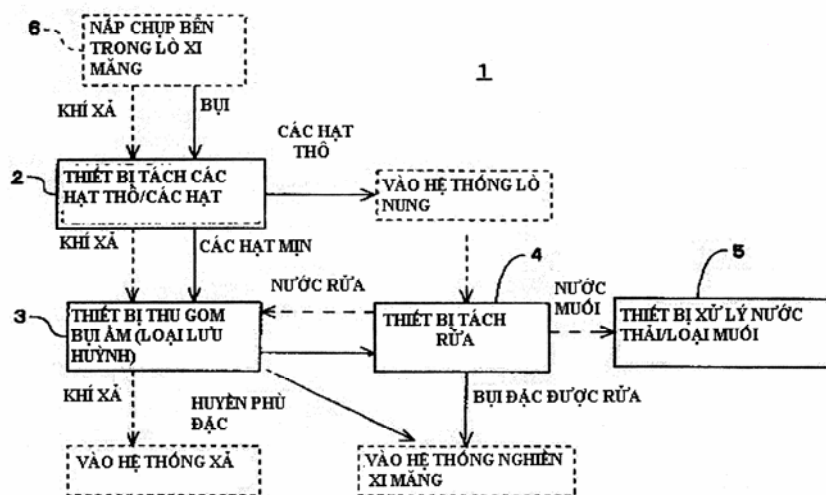 6
NẮP CHỤP BÊN
TRONG LÒ XI
MĂNG
1
KHÍ XẢ
BỤI
CÁC HẠT
THÔ
2
THIẾT BỊ TÁCH CÁC
HẠT THÔ/CÁC HẠT
VÀO HỆ THỐNG LÒ
NUNG
KHÍ XẢ
CÁC HẠT MỊN
4
5
NƯỚC RỬA
NƯỚC
MUỐI
3
THIẾT BỊ THU GOM
BỤI ẨM (LOẠI LƯU
HUỲNH)
THIẾT BỊ TÁCH
RỬA
THIẾT BỊ XỬ LÝ NƯỚC
THẢI/LOẠI MUỐI
KHÍ XẢ
HUYỀN PHÙ
ĐẶC
BỤI ĐẶC ĐƯỢC RỬA
VÀO HỆ THỐNG XẢ
VÀO HỆ THỐNG NGHIỀN
XI MĂNG